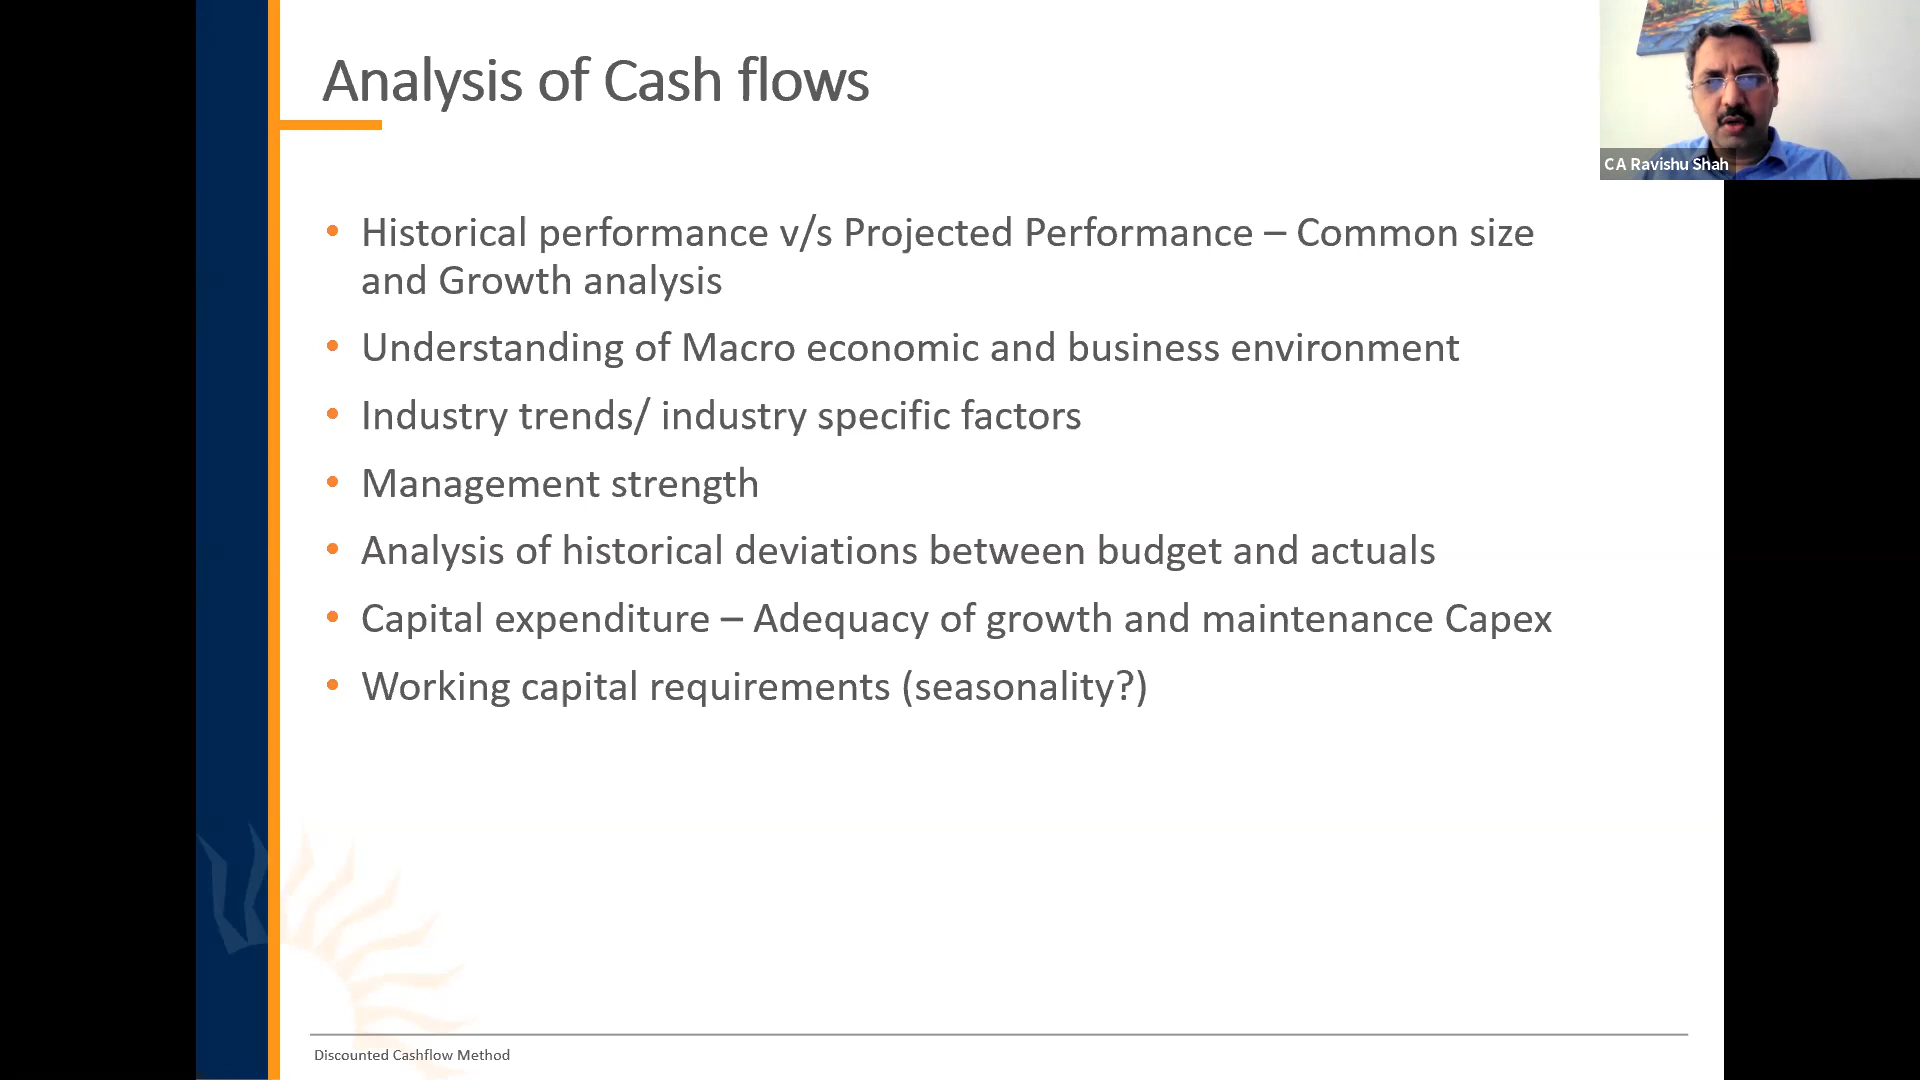 Analysis of Cash flows
CA Ravishu Shah
• Historical performance v/s Projected Performance – Common size
and Growth analysis
• Understanding of Macro economic and business environment
• Industry trends/ industry specific factors
• Management strength
• Analysis of historical deviations between budget and actuals
• Capital expenditure – Adequacy of growth and maintenance Capex
• Working capital requirements (seasonality?)
Discounted Cashflow Method